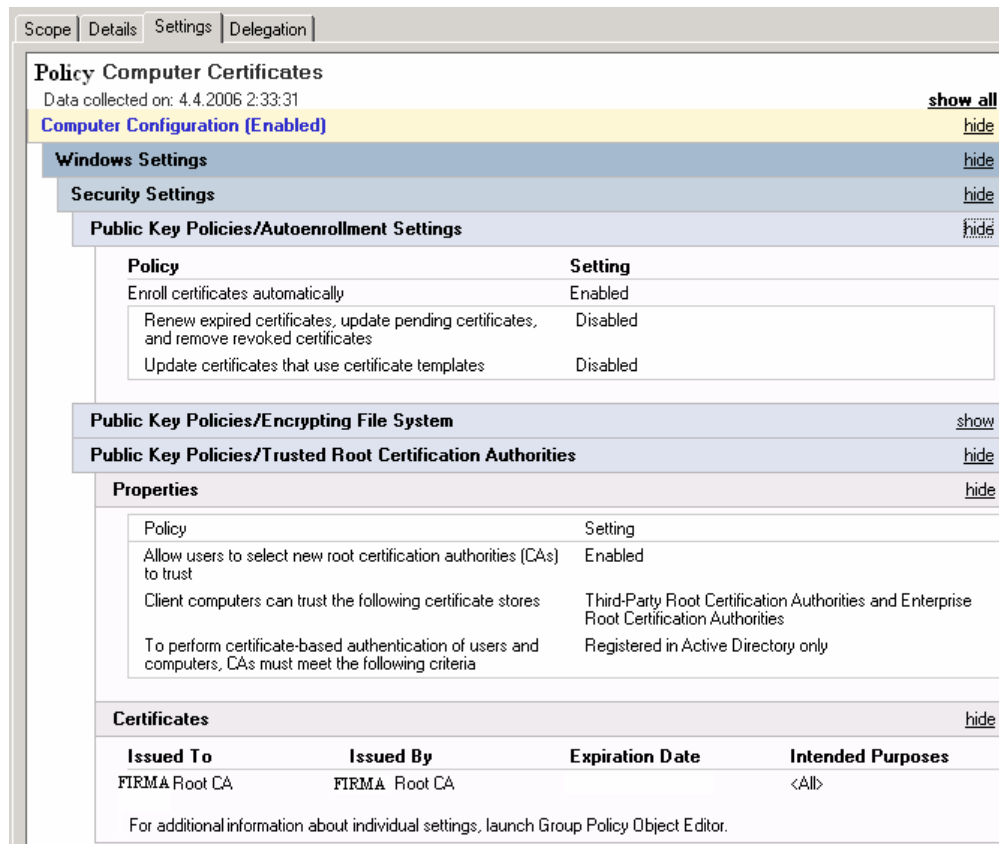 Scope Details Settings Delegation
Policy Computer Certificates
Data collected on: 4.4.2006 2:33:31 show all
Computer Configuration (Enabled) hide
Windows Settings hide
Security Settings hide
Public Key Policies/Autoenrollment Settings hide
Policy Setting
Enroll certificates automatically Enabled
Renew expired certificates, update pending certificates, Disabled
and remove revoked certificates
Update certificates that use certificate templates Disabled
Public Key Policies/Encrypting File System show
Public Key Policies/Trusted Root Certification Authorities hide
Properties hide
Policy Setting
Allow users to select new root certification authorities (CAs) Enabled
to trust
Client computers can trust the following certificate stores Third-Party Root Certification Authorities and Enterprise
Root Certification Authorities
To perform certificate-based authentication of users and Registered in Active Directory only
computers, CAs must meet the following criteria
Certificates hide
Issued To Issued By Expiration Date Intended Purposes
FIRMA Root CA FIRMA Root CA <All>
For additional information about individual settings, launch Group Policy Object Editor.